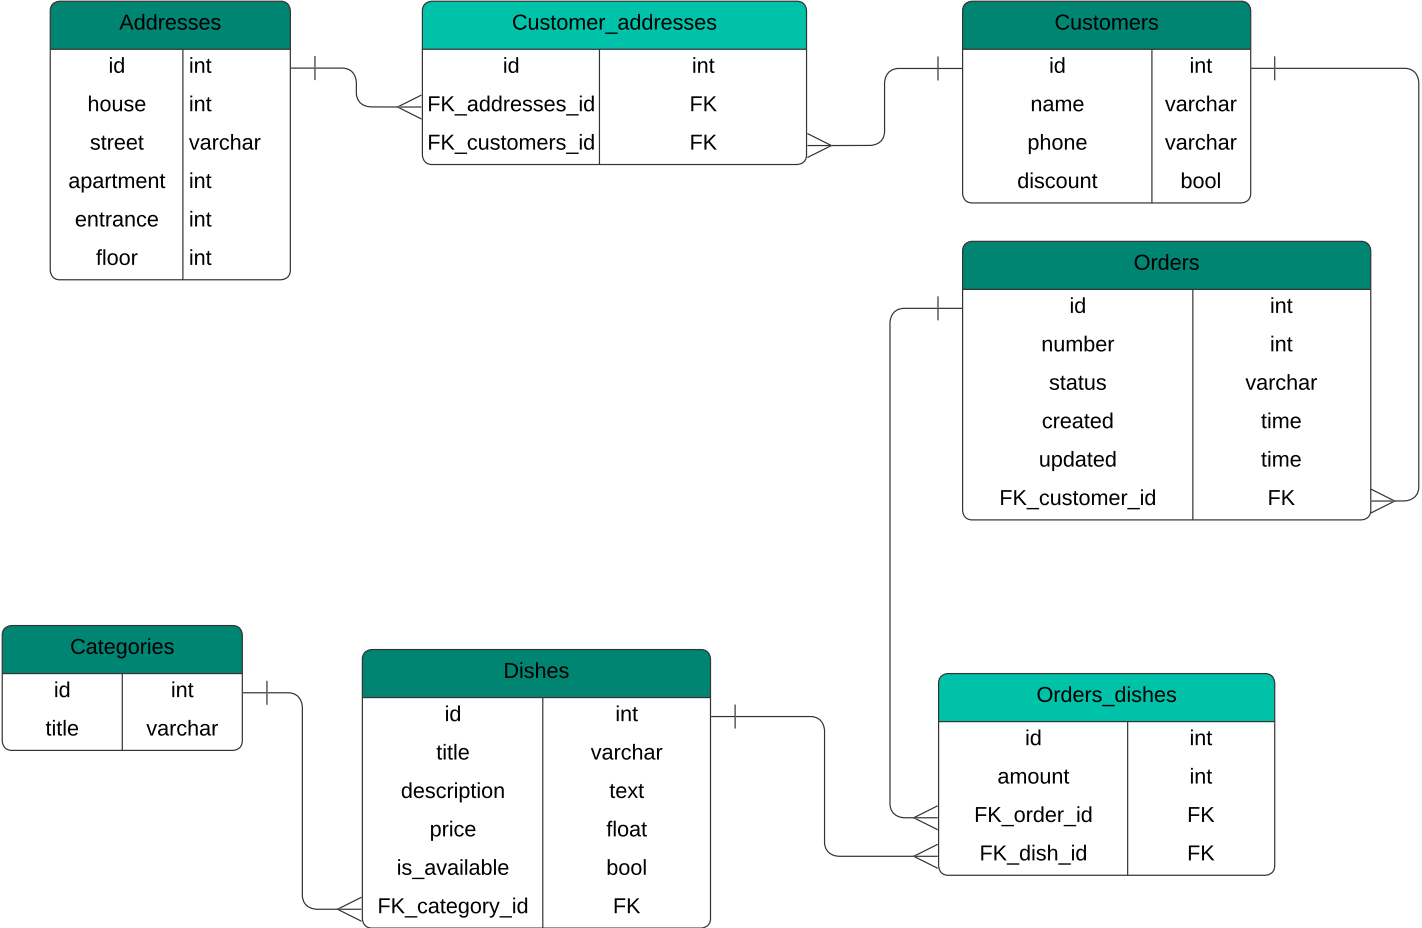 Addresses
id int
house int
street varchar
apartment int
entrance int
floor int
Customer_addresses
id int
FK_addresses_id FK
FK_customers_id FK
Customers
id int
name varchar
phone varchar
discount bool
Orders
id int
number int
status varchar
created time
updated time
FK_customer_id FK
Categories
id int
title varchar
Dishes
id int
title varchar
description text
price float
is_available bool
FK_category_id FK
Orders_dishes
id int
amount int
FK_order_id FK
FK_dish_id FK